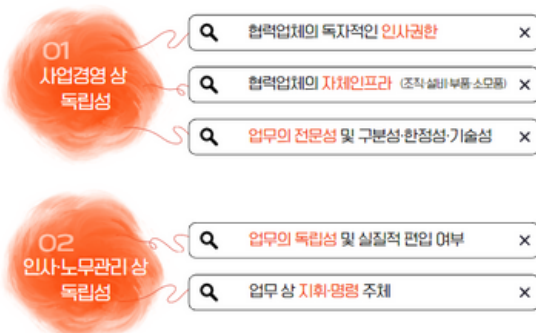 01
사업경영 상
독립성
협력업체의 독자적인 인사권한
협력업체의 자체인프라 (조직·설비·부품·소모품)
업무의 전문성 및 구분성·한정성·기술성
02
인사·노무관리 상
독립성
업무의 독립성 및 실질적 편입 여부
업무 상 지휘·명령 주체